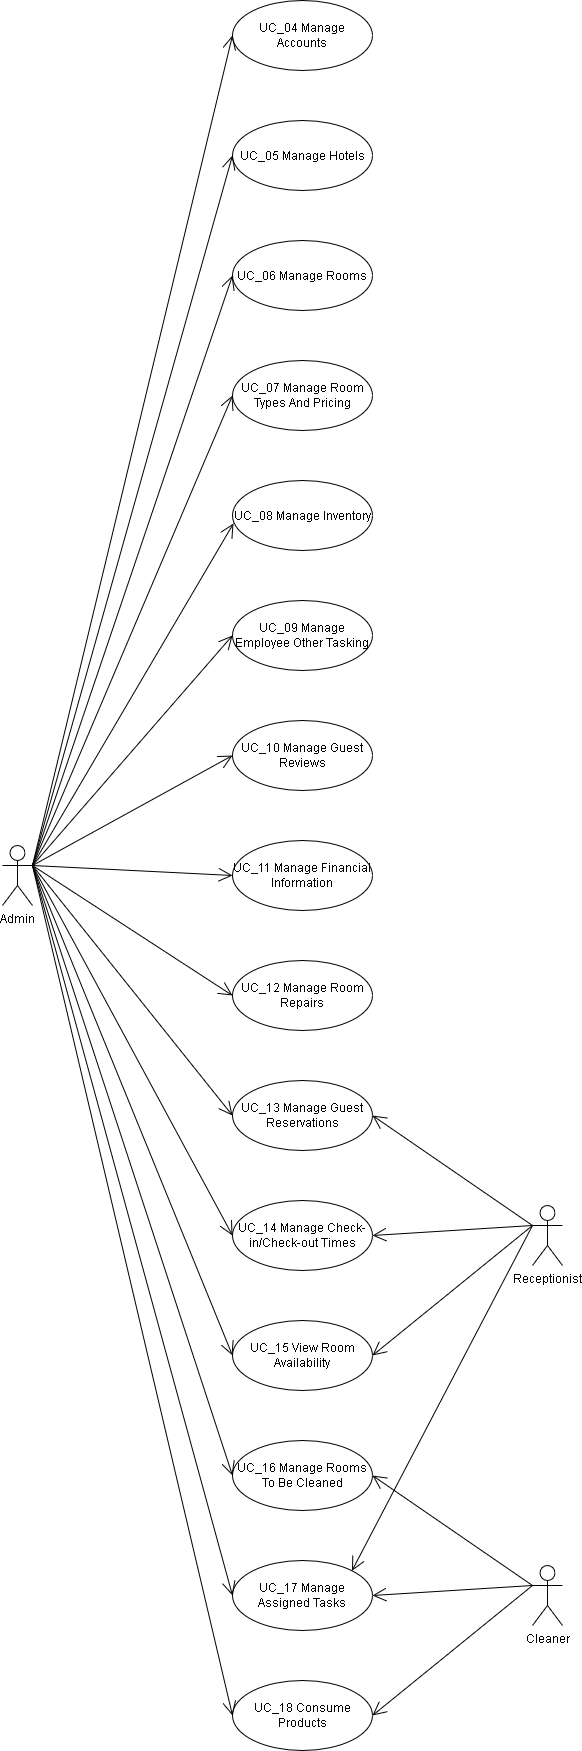 UC_04 Manage
Accounts
UC_05 Manage Hotels
UC_06 Manage Rooms
UC_07 Manage Room
Types And Pricing
UC_08 Manage Inventory
UC_09 Manage
Employee Other Tasking
UC_10 Manage Guest
Reviews
UC_11 Manage Financial
Information
Admin
UC_12 Manage Room
Repairs
UC_13 Manage Guest
Reservations
UC_14 Manage Check-
in/Check-out Times
Receptionist
UC_15 View Room
Availability
UC_16 Manage Rooms
To Be Cleaned
UC_17 Manage
Assigned Tasks
Cleaner
UC_18 Consume
Products